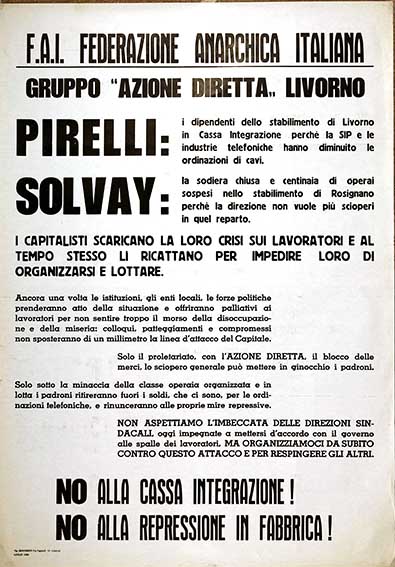 F.A.I. FEDERAZIONE ANARCHICA ITALIANA
GRUPPO "AZIONE DIRETTA„ LIVORNO
PIRELLI:
i dipendenti dello stabilimento di Livorno
in Cassa Integrazione perchè la SIP e le
industrie telefoniche hanno diminuito le
ordinazioni di cavi.
SOLVAY:
la sodiera chiusa e centinaia di operai
sospesi nello stabilimento di Rosignano
perchè la direzione non vuole più scioperi
in quel reparto.
I CAPITALISTI SCARICANO LA LORO CRISI SUI LAVORATORI E AL
TEMPO STESSO LI RICATTANO PER IMPEDIRE LORO DI
ORGANIZZARSI E LOTTARE.
Ancora una volta le istituzioni, gli enti locali, le forze politiche
prenderanno atto della situazione e offriranno palliativi ai
lavoratori per non sentire troppo il morso della disoccupazio-
ne e della miseria: colloqui, patteggiamenti e compromessi
non sposteranno di un millimetro la linea d'attacco del Capitale.
Solo il proletariato, con l'AZIONE DIRETTA, il blocco delle
merci, lo sciopero generale può mettere in ginocchio i padroni.
Solo sotto la minaccia della classe operaia organizzata e in
lotta i padroni ritireranno fuori i soldi, che ci sono, per le ordi-
nazioni telefoniche, e rinunceranno alle proprie mire repressive.
NON ASPETTIAMO L'IMBECCATA DELLE DIREZIONI SIN-
DACALI, oggi impegnate a mettersi d'accordo con il governo
alle spalle dei lavoratori, MA ORGANIZZIAMOCI DA SUBITO
CONTRO QUESTO ATTACCO E PER RESPINGERE GLI ALTRI.
NO ALLA CASSA INTEGRAZIONE!
NO ALLA REPRESSIONE IN FABBRICA!